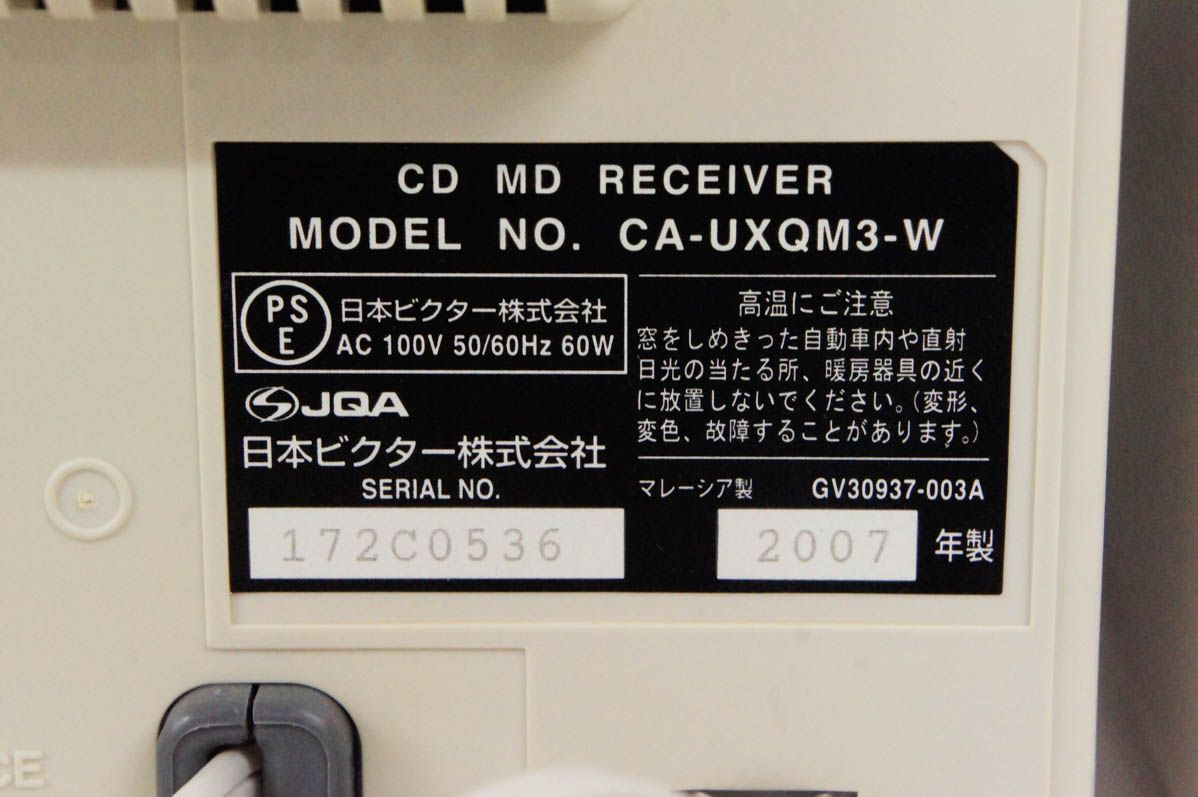 CD MD RECEIVER
MODEL NO. CA-UXQM3-W
PS
E
日本ビクター株式会社
AC 100V 50/60Hz 60W
JQA
日本ビクター株式会社
SERIAL NO.
172C0536
高温にご注意
窓をしめきった自動車内や直射
日光の当たる所、暖房器具の近く
に放置しないでください。(変形、
変色、故障することがあります。)
マレーシア製 GV30937-003A
2007 年製
CE